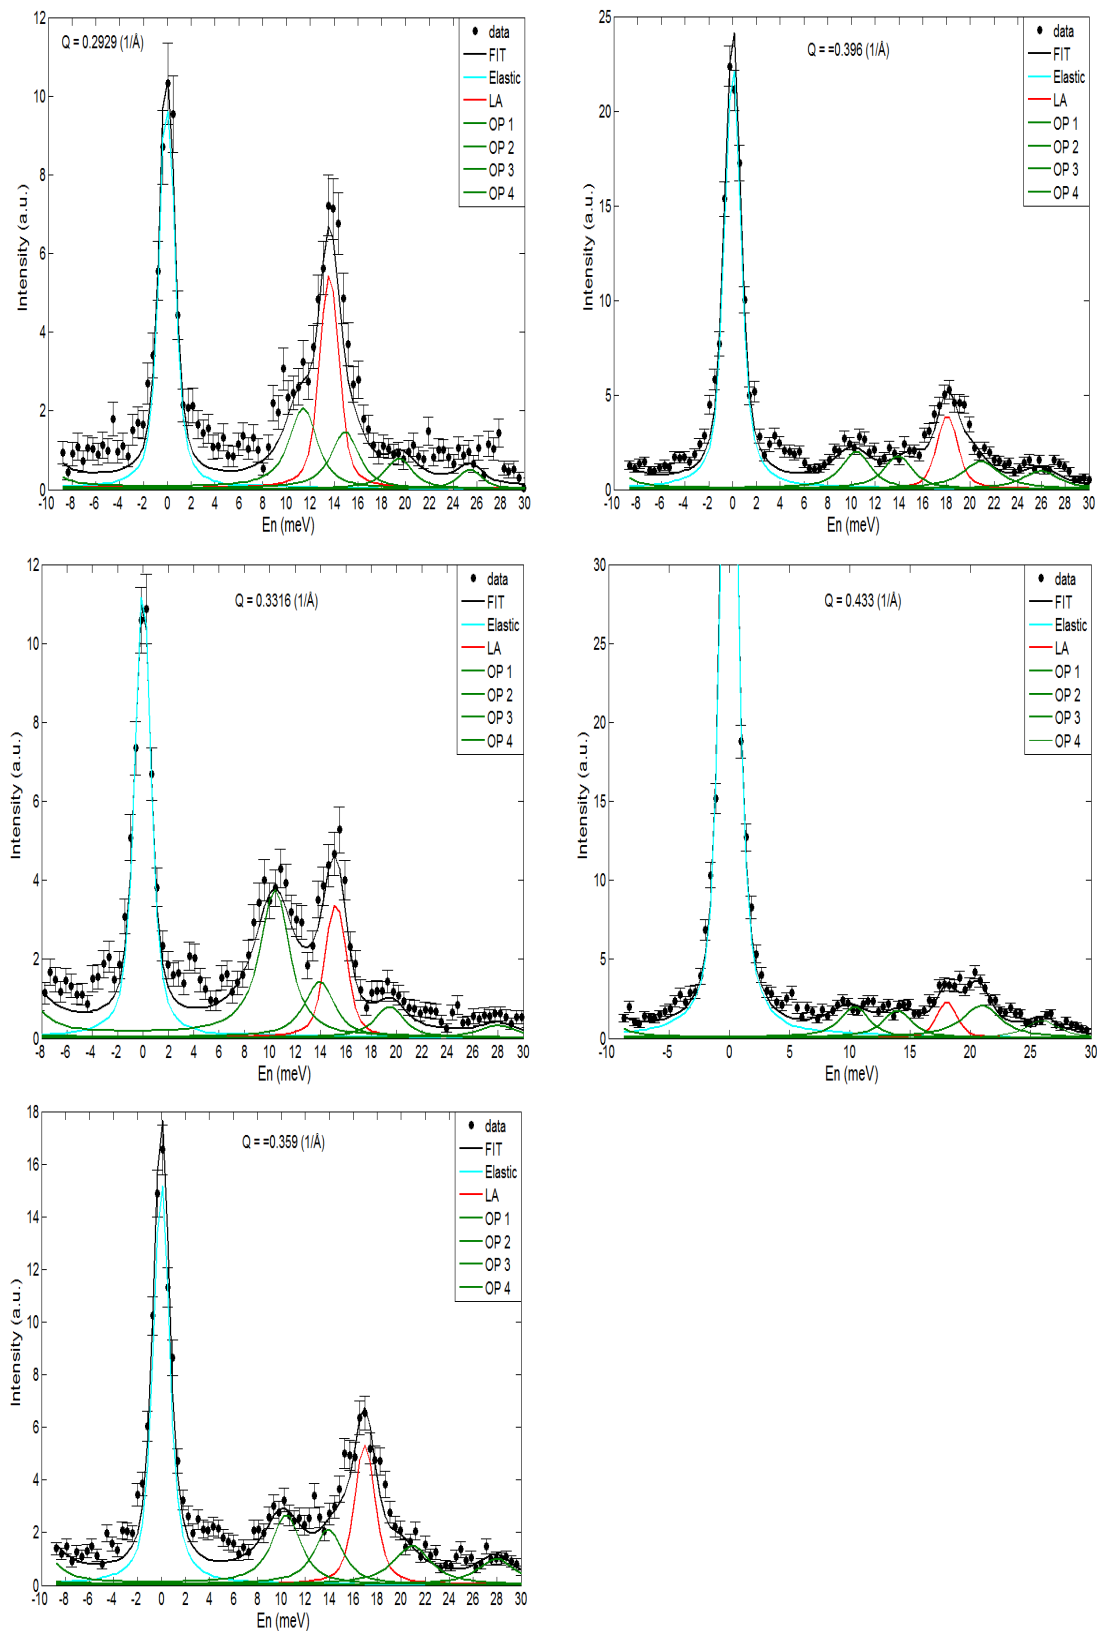 Q = 0.2929 (1/Å)
data
FIT
Elastic
LA
OP 1
OP 2
OP 3
OP 4
12
10
8
6
4
2
0
Intensity (a.u.)
-10 -8 -6 -4 -2 0 2 4 6 8 10 12 14 16 18 20 22 24 26 28 30
En (meV)
Q = =0.396 (1/Å)
data
FIT
Elastic
LA
OP 1
OP 2
OP 3
OP 4
25
20
15
10
5
0
Intensity (a.u.)
-10 -8 -6 -4 -2 0 2 4 6 8 10 12 14 16 18 20 22 24 26 28 30
En (meV)
Q = 0.3316 (1/Å)
data
FIT
Elastic
LA
OP 1
OP 2
OP 3
OP 4
12
10
8
6
4
2
0
Intensity (a.u.)
-8 -6 -4 -2 0 2 4 6 8 10 12 14 16 18 20 22 24 26 28 30
En (meV)
Q = 0.433 (1/Å)
data
FIT
Elastic
LA
OP 1
OP 2
OP 3
OP 4
30
25
20
15
10
5
0
Intensity (a.u.)
-10 -5 0 5 10 15 20 25 30
En (meV)
Q = =0.359 (1/Å)
data
FIT
Elastic
LA
OP 1
OP 2
OP 3
OP 4
18
16
14
12
10
8
6
4
2
0
Intensity (a.u.)
-10 -8 -6 -4 -2 0 2 4 6 8 10 12 14 16 18 20 22 24 26 28 30
En (meV)